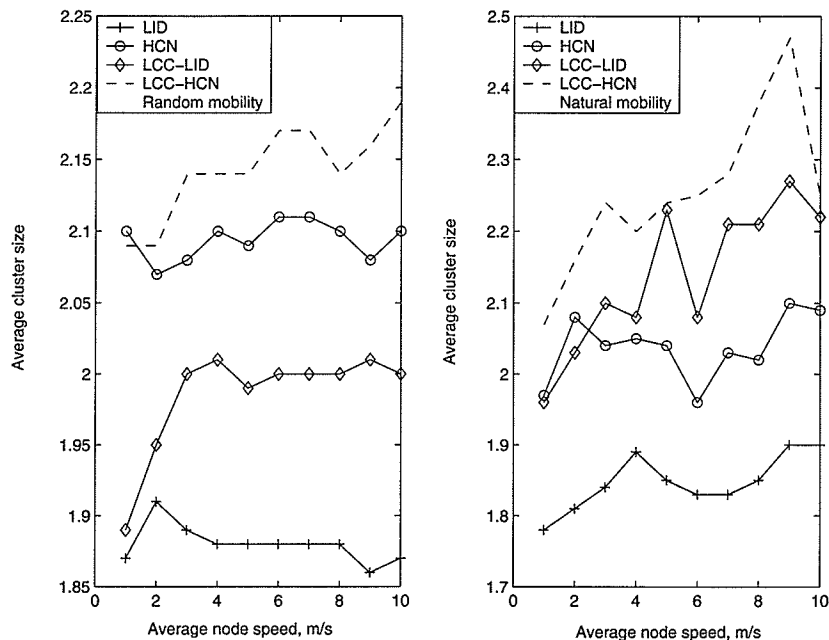 2.25
2.2
2.15
2.1
2.05
2
1.95
1.9
1.85
Average cluster size
LID
HCN
LCC–LID
LCC–HCN
Random mobility
0
2
4
6
8
10
Average node speed, m/s
2.5
2.4
2.3
2.2
2.1
2
1.9
1.8
1.7
Average cluster size
LID
HCN
LCC–LID
LCC–HCN
Natural mobility
0
2
4
6
8
10
Average node speed, m/s